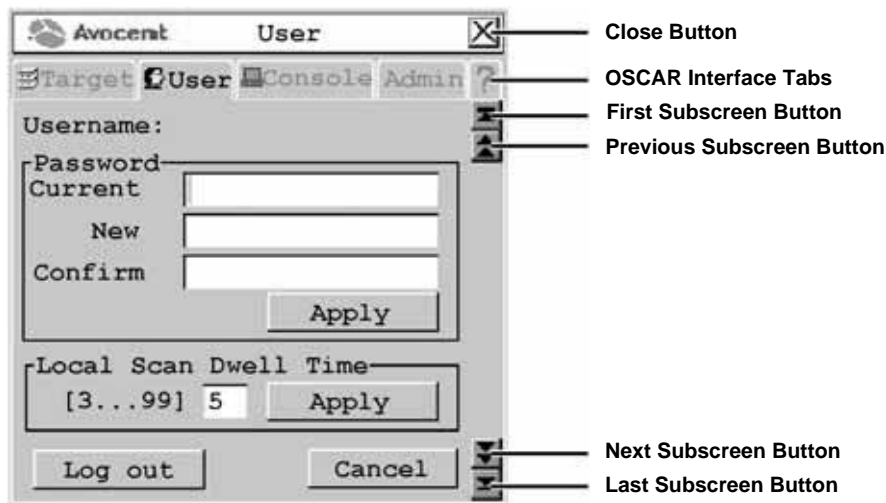 Avocent User Close Button
Target User Console Admin ? OSCAR Interface Tabs
First Subscreen Button
Username:
Previous Subscreen Button
Password
Current
New
Confirm
Apply
Local Scan Dwell Time
[3...99] 5 Apply
Next Subscreen Button
Log out Cancel
Last Subscreen Button